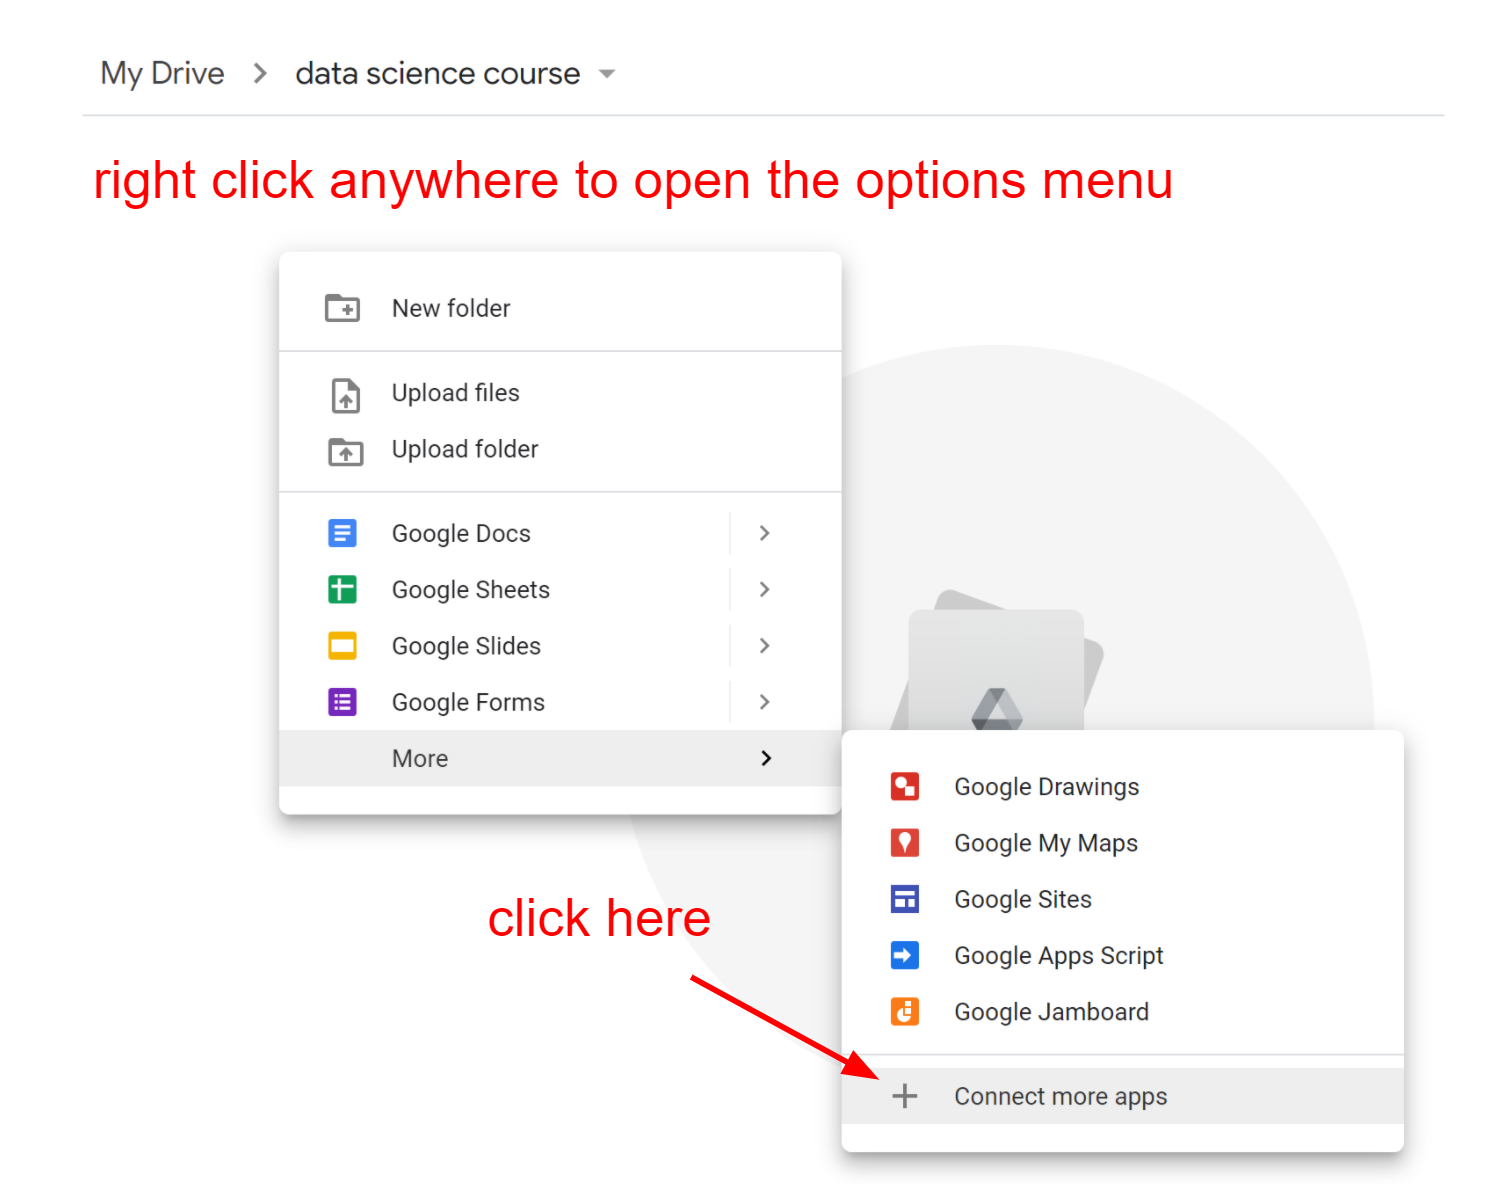 My Drive > data science course
right click anywhere to open the options menu
New folder
Upload files
Upload folder
Google Docs
Google Sheets
Google Slides
Google Forms
More
Google Drawings
Google My Maps
Google Sites
Google Apps Script
Google Jamboard
click here
Connect more apps